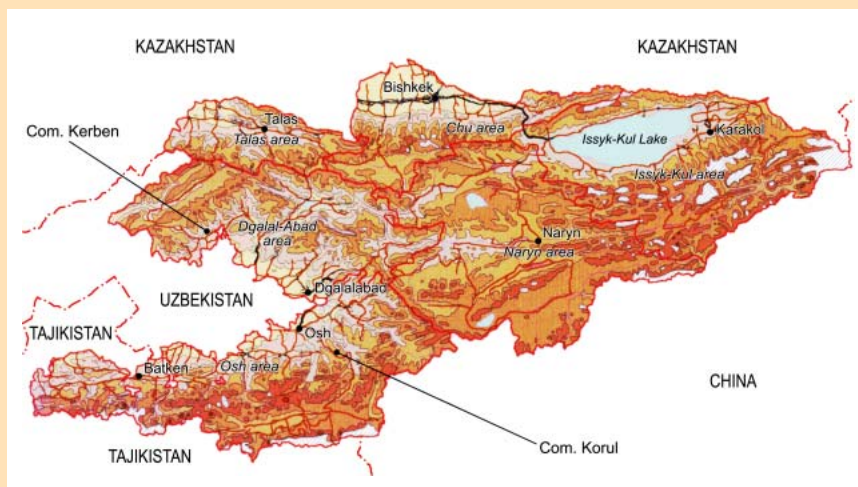 KAZAKHSTAN
KAZAKHSTAN
Bishkek
Com. Kerben
Talas
Talas area
Chu area
Issyk-Kul Lake
Karakol
Issyk-Kul area
Dgalal-Abad
area
Naryn
Naryn area
Dgalalabad
UZBEKISTAN
TAJIKISTAN
Osh
Batken
Osh area
CHINA
Com. Korul
TAJIKISTAN